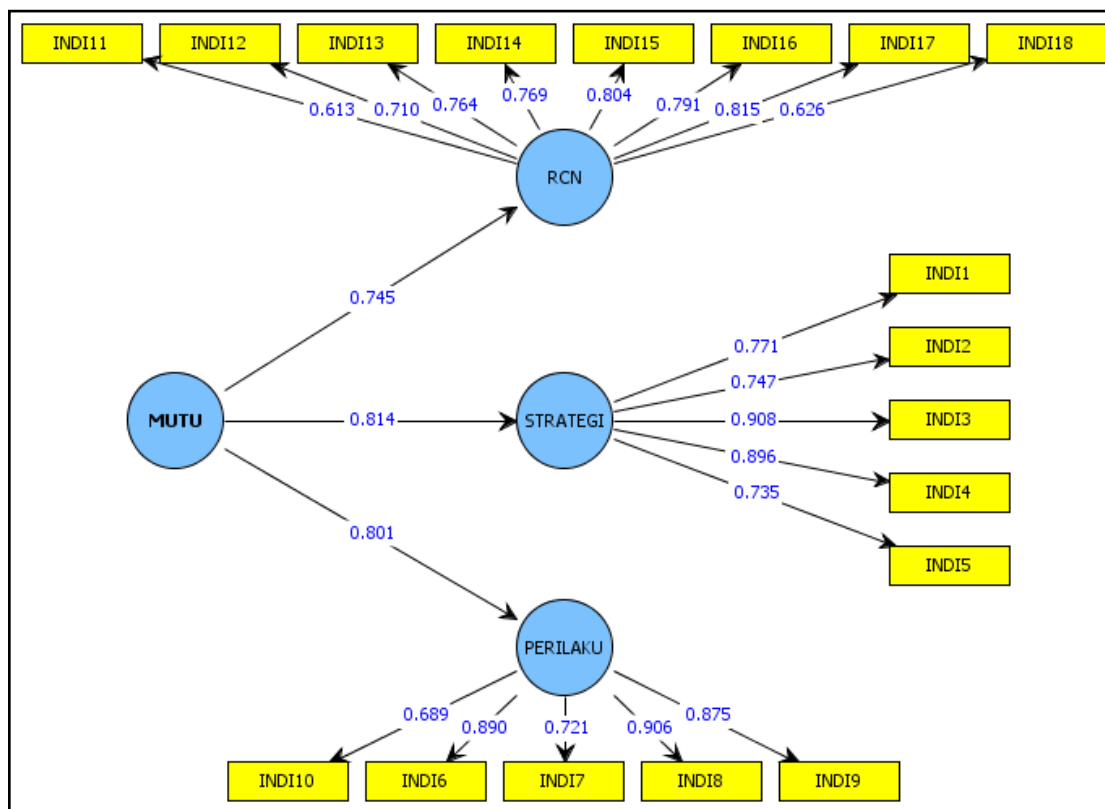 INDI11 INDI12 INDI13 INDI14 INDI15 INDI16 INDI17 INDI18
0.613 0.710 0.764 0.769 0.804 0.791 0.815 0.626
RCN
INDI1
0.745
0.771
INDI2
0.747
MUTU 0.814 STRATEGI 0.908 INDI3
0.896
INDI4
0.735
0.801
INDI5
PERILAKU
0.689 0.890 0.721 0.906 0.875
INDI10 INDI6 INDI7 INDI8 INDI9